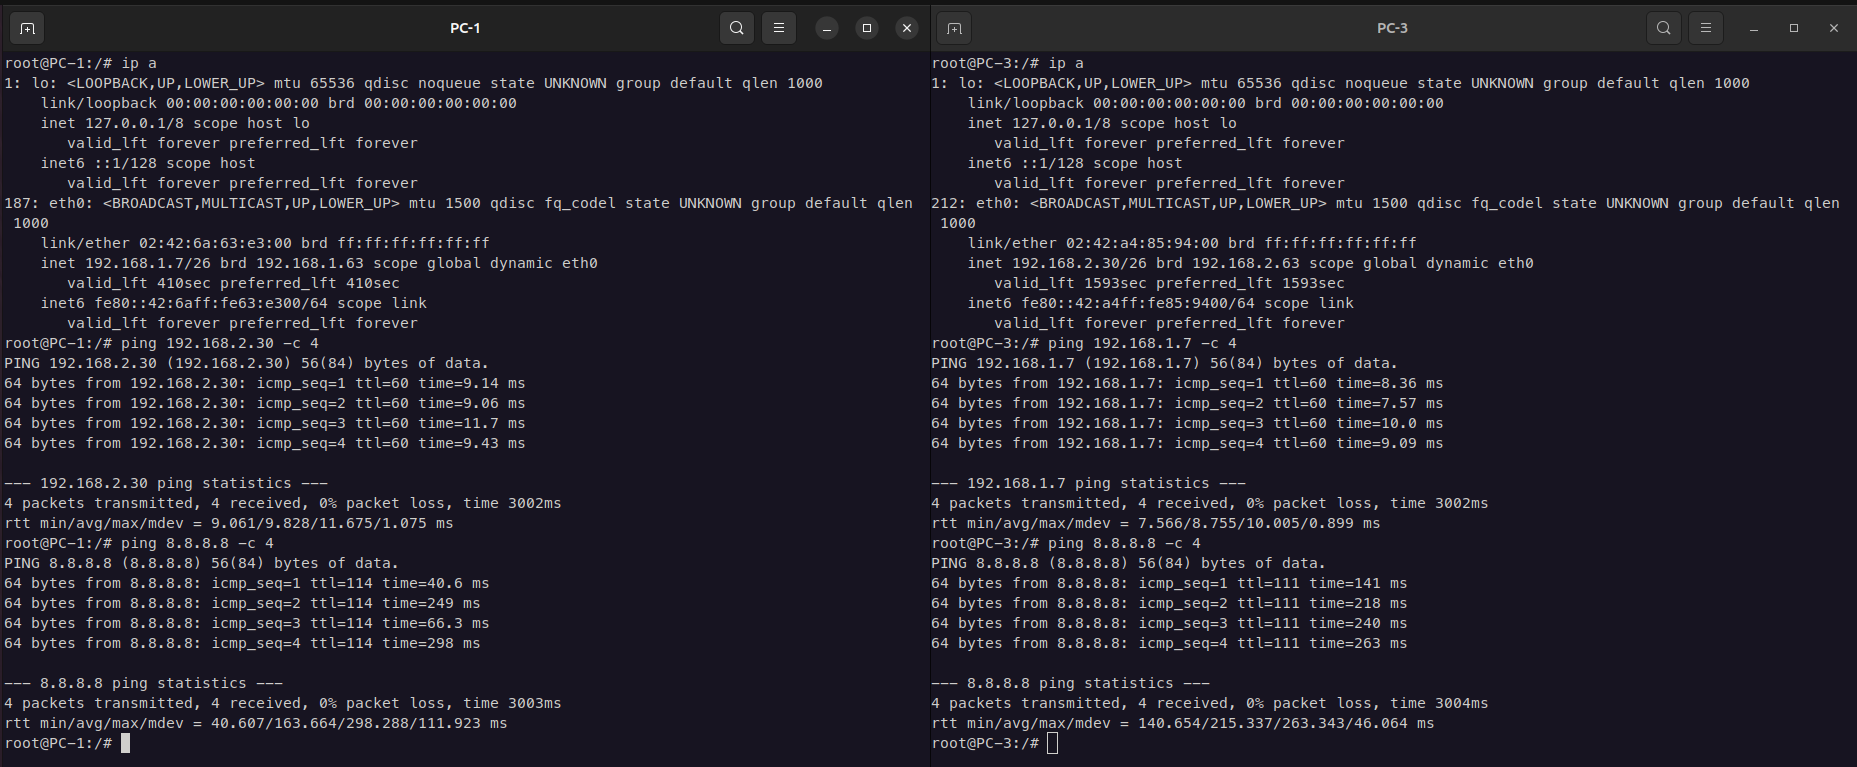 PC-1
root@PC-1:/# ip a
1: lo: <LOOPBACK,UP,LOWER_UP> mtu 65536 qdisc noqueue state UNKNOWN group default qlen 1000
    link/loopback 00:00:00:00:00:00 brd 00:00:00:00:00:00
    inet 127.0.0.1/8 scope host lo
       valid_lft forever preferred_lft forever
    inet6 ::1/128 scope host
       valid_lft forever preferred_lft forever
187: eth0: <BROADCAST,MULTICAST,UP,LOWER_UP> mtu 1500 qdisc fq_codel state UNKNOWN group default qlen
 1000
    link/ether 02:42:6a:63:e3:00 brd ff:ff:ff:ff:ff:ff
    inet 192.168.1.7/26 brd 192.168.1.63 scope global dynamic eth0
       valid_lft 410sec preferred_lft 410sec
    inet6 fe80::42:6aff:fe63:e300/64 scope link
       valid_lft forever preferred_lft forever
root@PC-1:/# ping 192.168.2.30 -c 4
PING 192.168.2.30 (192.168.2.30) 56(84) bytes of data.
64 bytes from 192.168.2.30: icmp_seq=1 ttl=60 time=9.14 ms
64 bytes from 192.168.2.30: icmp_seq=2 ttl=60 time=9.06 ms
64 bytes from 192.168.2.30: icmp_seq=3 ttl=60 time=11.7 ms
64 bytes from 192.168.2.30: icmp_seq=4 ttl=60 time=9.43 ms

--- 192.168.2.30 ping statistics ---
4 packets transmitted, 4 received, 0% packet loss, time 3002ms
rtt min/avg/max/mdev = 9.061/9.828/11.675/1.075 ms
root@PC-1:/# ping 8.8.8.8 -c 4
PING 8.8.8.8 (8.8.8.8) 56(84) bytes of data.
64 bytes from 8.8.8.8: icmp_seq=1 ttl=114 time=40.6 ms
64 bytes from 8.8.8.8: icmp_seq=2 ttl=114 time=249 ms
64 bytes from 8.8.8.8: icmp_seq=3 ttl=114 time=66.3 ms
64 bytes from 8.8.8.8: icmp_seq=4 ttl=114 time=298 ms

--- 8.8.8.8 ping statistics ---
4 packets transmitted, 4 received, 0% packet loss, time 3003ms
rtt min/avg/max/mdev = 40.607/163.664/298.288/111.923 ms
root@PC-1:/#
PC-3
root@PC-3:/# ip a
1: lo: <LOOPBACK,UP,LOWER_UP> mtu 65536 qdisc noqueue state UNKNOWN group default qlen 1000
    link/loopback 00:00:00:00:00:00 brd 00:00:00:00:00:00
    inet 127.0.0.1/8 scope host lo
       valid_lft forever preferred_lft forever
    inet6 ::1/128 scope host
       valid_lft forever preferred_lft forever
212: eth0: <BROADCAST,MULTICAST,UP,LOWER_UP> mtu 1500 qdisc fq_codel state UNKNOWN group default qlen
 1000
    link/ether 02:42:a4:85:94:00 brd ff:ff:ff:ff:ff:ff
    inet 192.168.2.30/26 brd 192.168.2.63 scope global dynamic eth0
       valid_lft 1593sec preferred_lft 1593sec
    inet6 fe80::42:a4ff:fe85:9400/64 scope link
       valid_lft forever preferred_lft forever
root@PC-3:/# ping 192.168.1.7 -c 4
PING 192.168.1.7 (192.168.1.7) 56(84) bytes of data.
64 bytes from 192.168.1.7: icmp_seq=1 ttl=60 time=8.36 ms
64 bytes from 192.168.1.7: icmp_seq=2 ttl=60 time=7.57 ms
64 bytes from 192.168.1.7: icmp_seq=3 ttl=60 time=10.0 ms
64 bytes from 192.168.1.7: icmp_seq=4 ttl=60 time=9.09 ms

--- 192.168.1.7 ping statistics ---
4 packets transmitted, 4 received, 0% packet loss, time 3002ms
rtt min/avg/max/mdev = 7.566/8.755/10.005/0.899 ms
root@PC-3:/# ping 8.8.8.8 -c 4
PING 8.8.8.8 (8.8.8.8) 56(84) bytes of data.
64 bytes from 8.8.8.8: icmp_seq=1 ttl=111 time=141 ms
64 bytes from 8.8.8.8: icmp_seq=2 ttl=111 time=218 ms
64 bytes from 8.8.8.8: icmp_seq=3 ttl=111 time=240 ms
64 bytes from 8.8.8.8: icmp_seq=4 ttl=111 time=263 ms

--- 8.8.8.8 ping statistics ---
4 packets transmitted, 4 received, 0% packet loss, time 3004ms
rtt min/avg/max/mdev = 140.654/215.337/263.343/46.064 ms
root@PC-3:/#